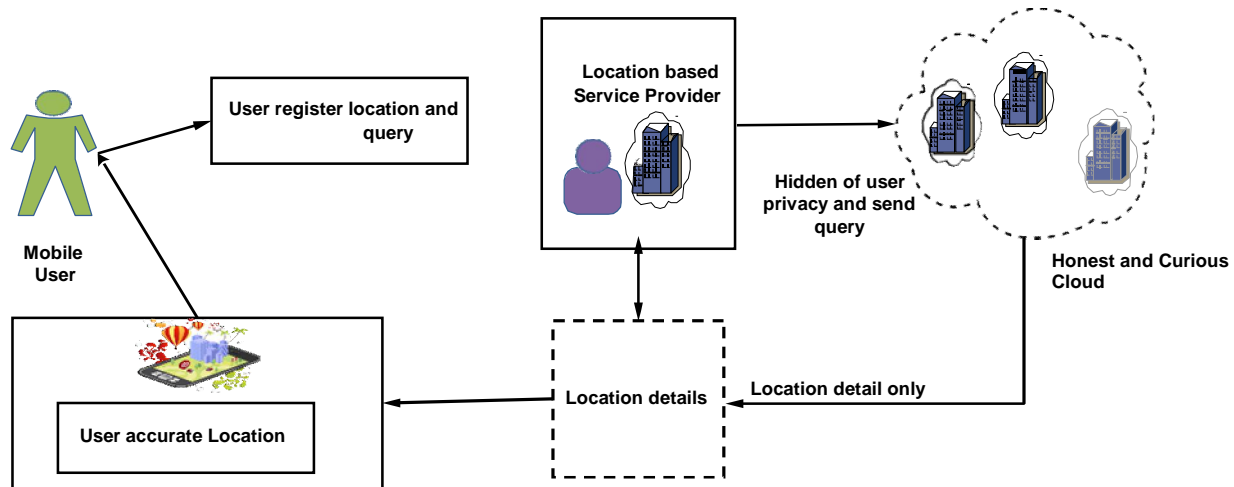 User register location and
query
Location based
Service Provider
Hidden of user
privacy and send
query
Mobile
User
Honest and Curious
Cloud
Location details
Location detail only
User accurate Location